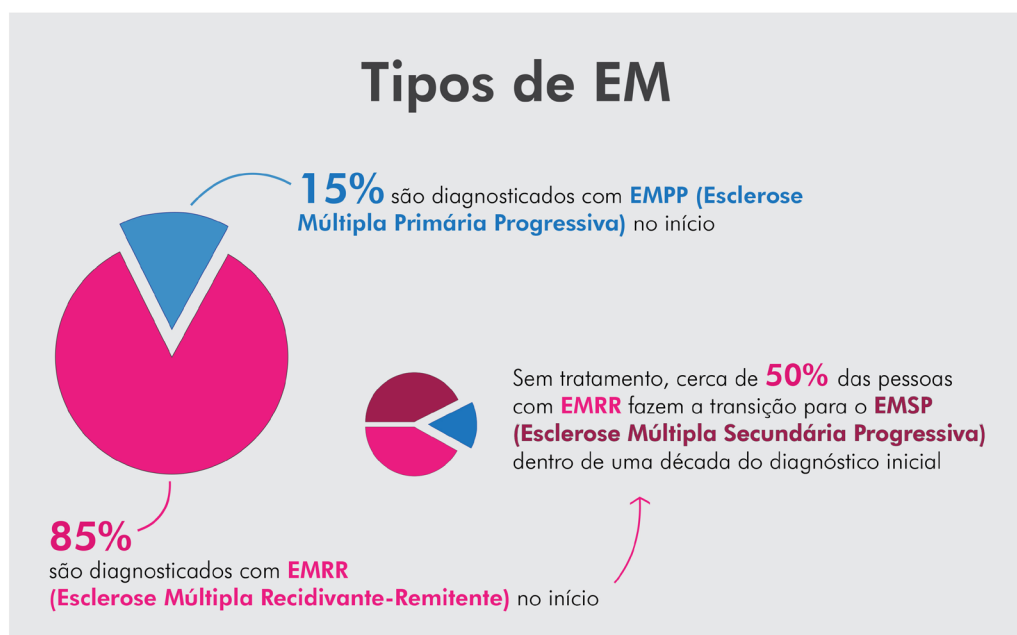 Tipos de EM
15% são diagnosticados com EMPP (Esclerose
Múltipla Primária Progressiva) no início
Sem tratamento, cerca de 50% das pessoas
com EMRR fazem a transição para o EMSP
(Esclerose Múltipla Secundária Progressiva)
dentro de uma década do diagnóstico inicial
85%
são diagnosticados com EMRR
(Esclerose Múltipla Recidivante-Remitente) no início